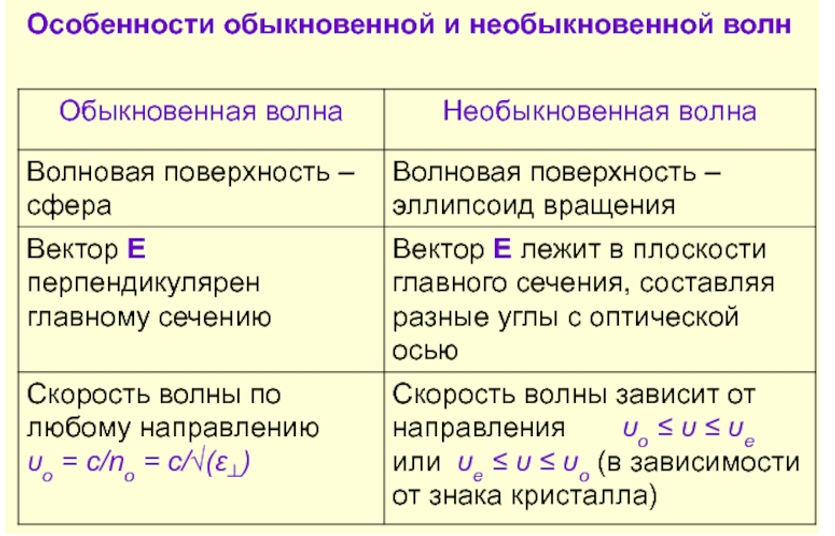 Особенности обыкновенной и необыкновенной волн
Обыкновенная волна
Необыкновенная волна
Волновая поверхность –
сфера
Волновая поверхность –
эллипсоид вращения
Вектор E
перпендикулярен
главному сечению
Вектор E лежит в плоскости
главного сечения, составляя
разные углы с оптической
осью
Скорость волны по
любому направлению
υo = c/no = c/√(ε⊥)
Скорость волны зависит от
направления υo ≤ υ ≤ υe
или υe ≤ υ ≤ υo (в зависимости
от знака кристалла)